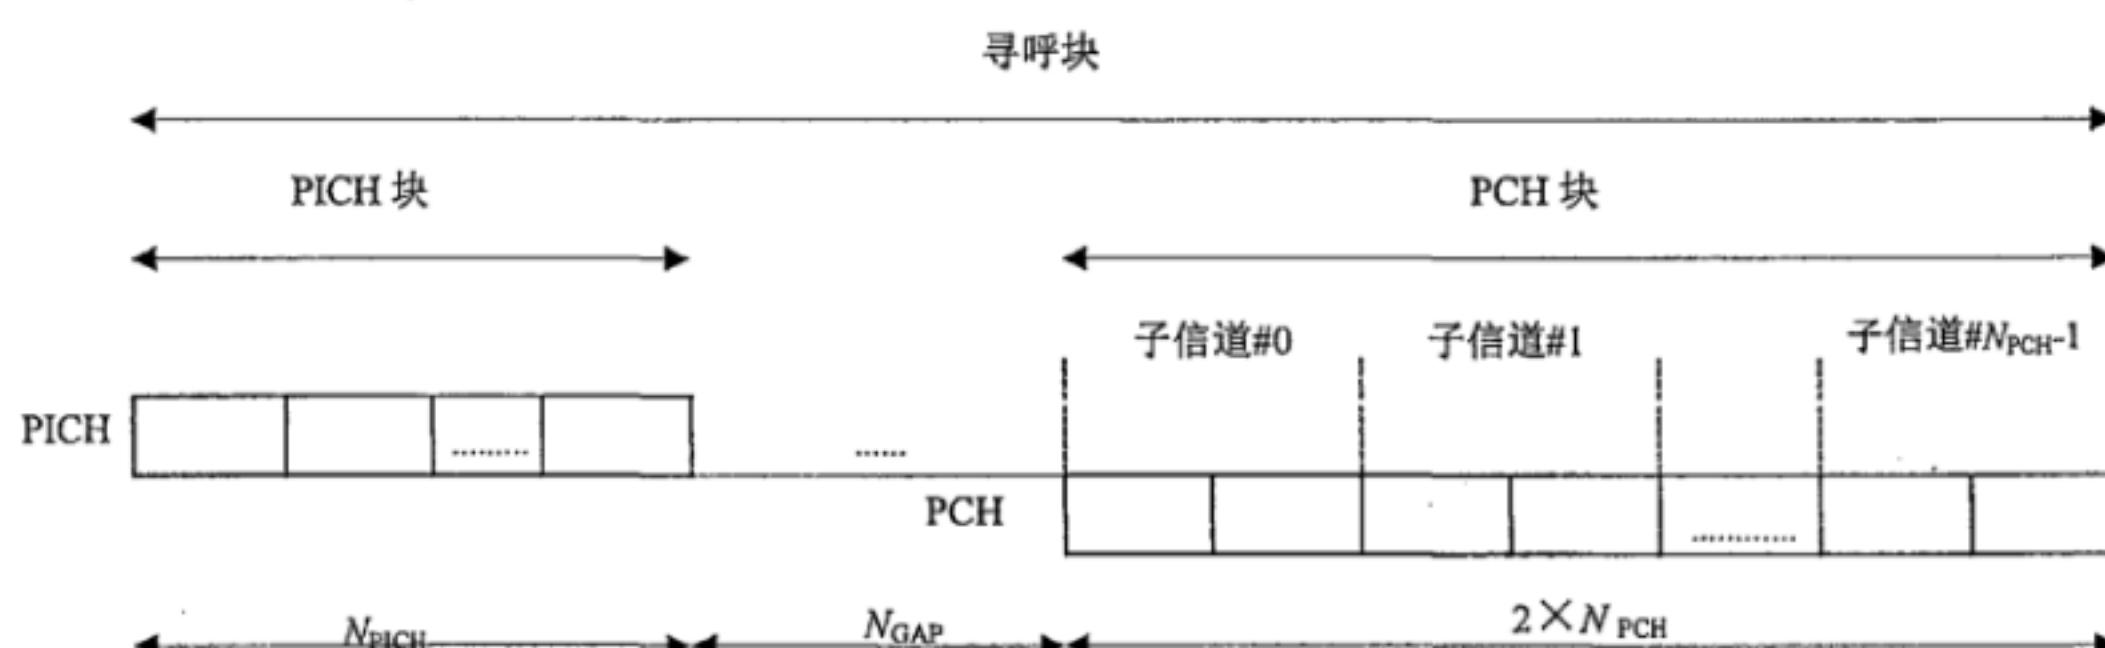 寻呼块
PICH 块
PCH 块
子信道#0
子信道#1
子信道#NPCH-1
PICH
.........
......
PCH
............
NPICH
NGAP
2×N PCH